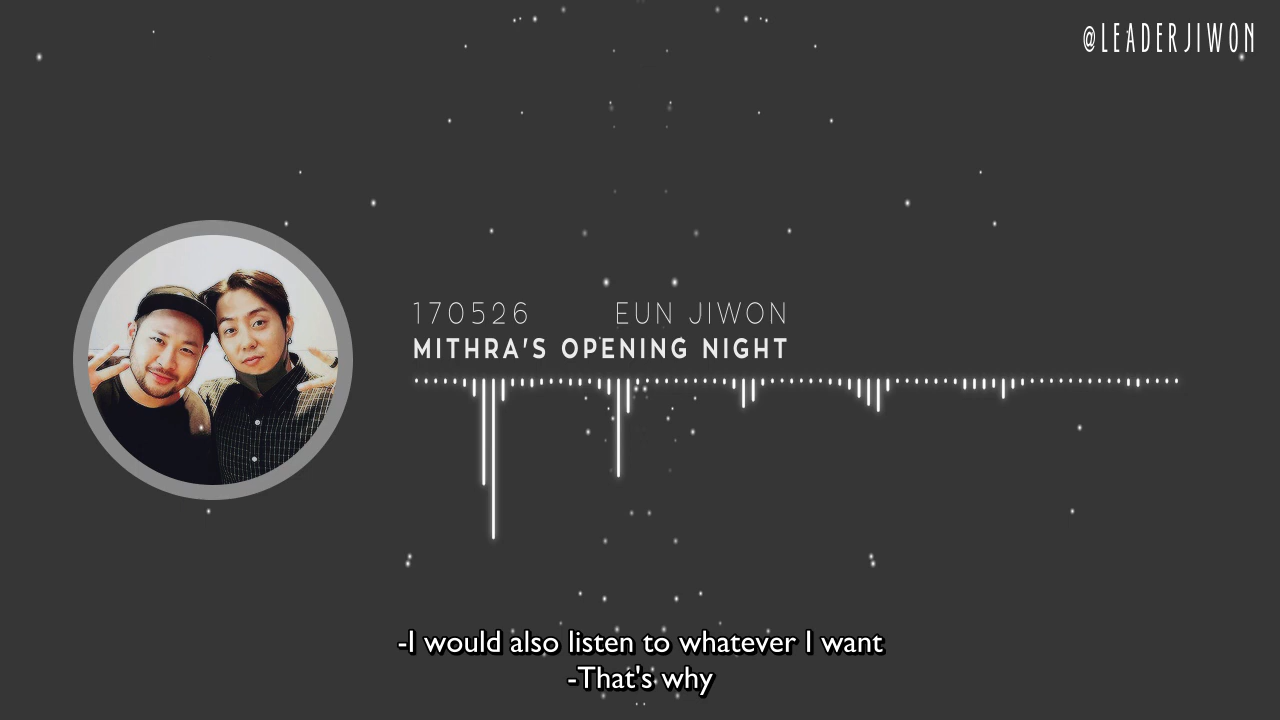 @LEADERJIWON
170526 EUN JIWON
MITHRA'S OPENING NIGHT
-I would also listen to whatever I want
-That's why